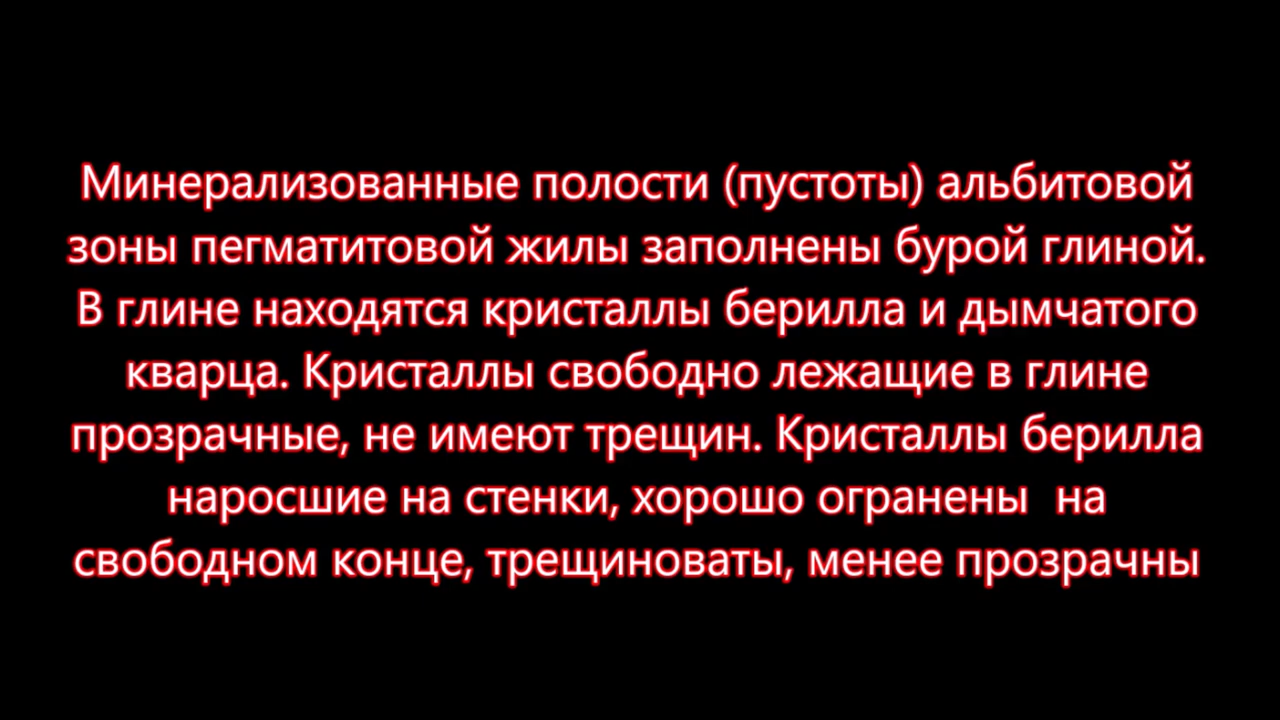 Минерализованные полости (пустоты) альбитовой
зоны пегматитовой жилы заполнены бурой глиной.
В глине находятся кристаллы берилла и дымчатого
кварца. Кристаллы свободно лежащие в глине
прозрачные, не имеют трещин. Кристаллы берилла
наросшие на стенки, хорошо огранены  на
свободном конце, трещиноваты, менее прозрачны